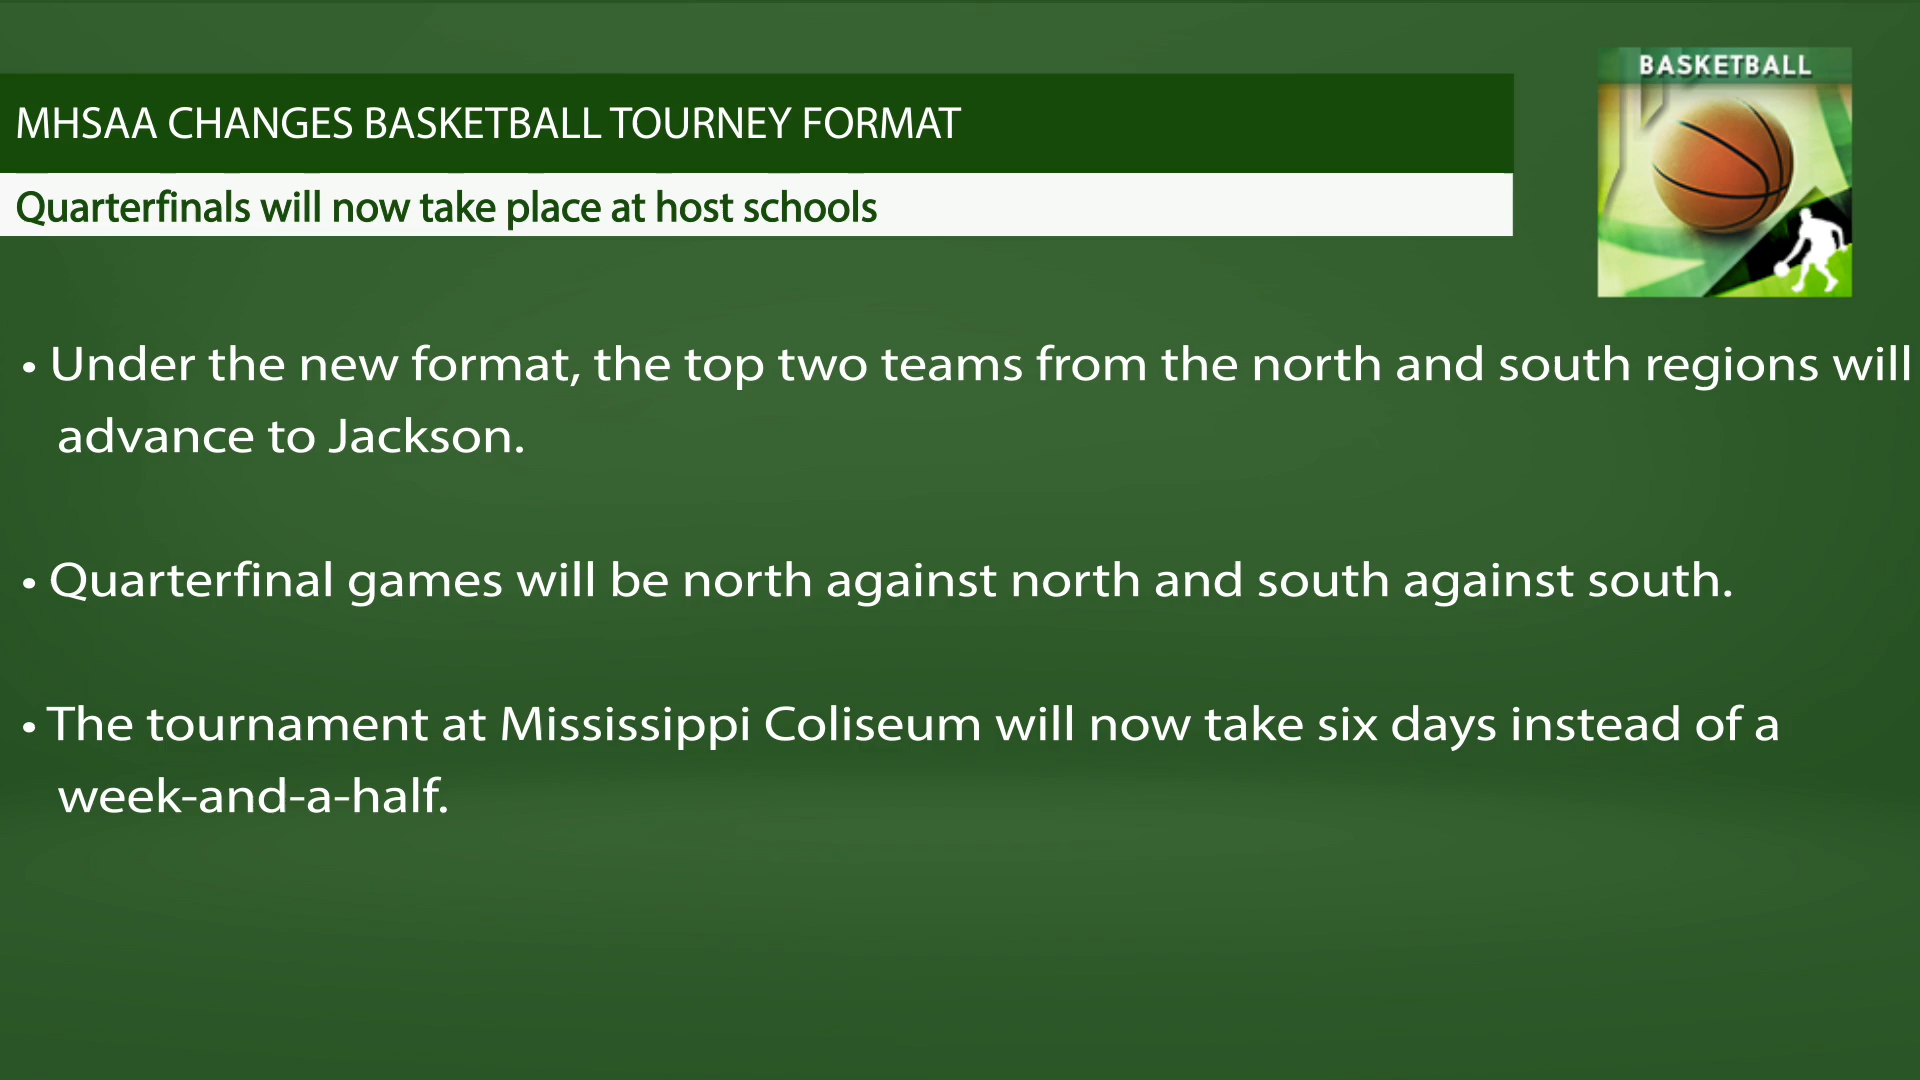 BASKETBALL
MHSAA CHANGES BASKETBALL TOURNEY FORMAT
Quarterfinals will now take place at host schools
• Under the new format, the top two teams from the north and south regions will
advance to Jackson.
• Quarterfinal games will be north against north and south against south.
• The tournament at Mississippi Coliseum will now take six days instead of a
week-and-a-half.